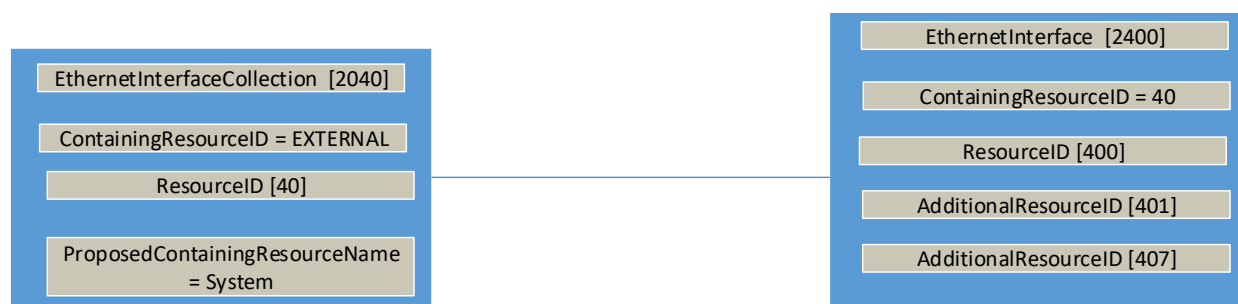 EthernetInterfaceCollection [2040]
ContainingResourceID = EXTERNAL
ResourceID [40]
ProposedContainingResourceName
= System
EthernetInterface [2400]
ContainingResourceID = 40
ResourceID [400]
AdditionalResourceID [401]
AdditionalResourceID [407]